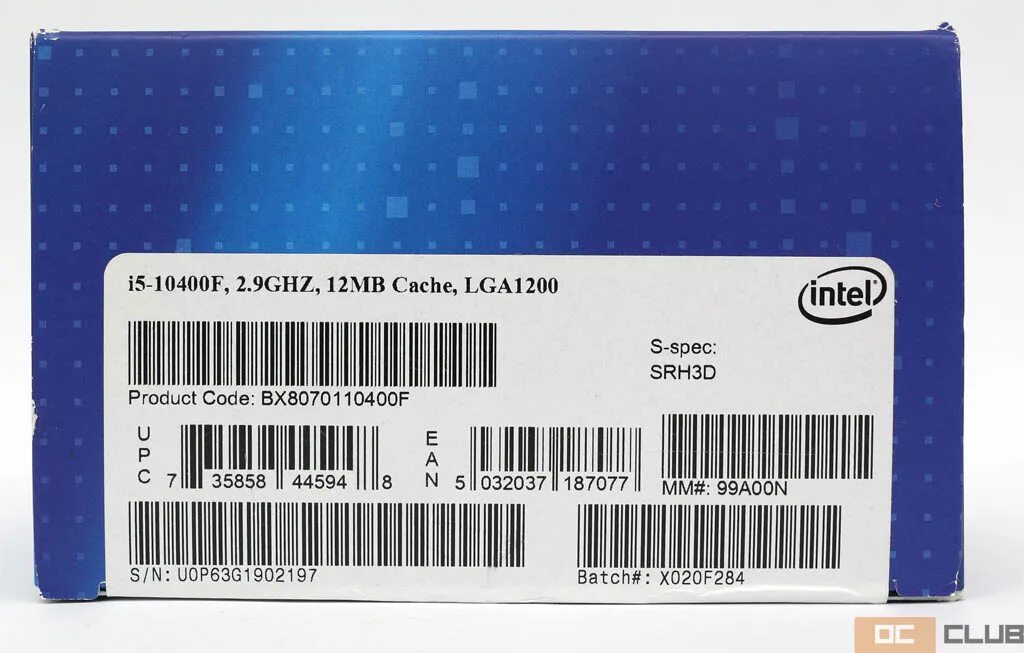 i5-10400F, 2.9GHZ, 12MB Cache, LGA1200
intel
S-spec:
SRH3D
Product Code: BX8070110400F
UPC 7 35858 44594 8
EAN 5 032037 187077
MM#: 99A00N
S/N: U0P63G1902197
Batch#: X020F284
OC CLUB